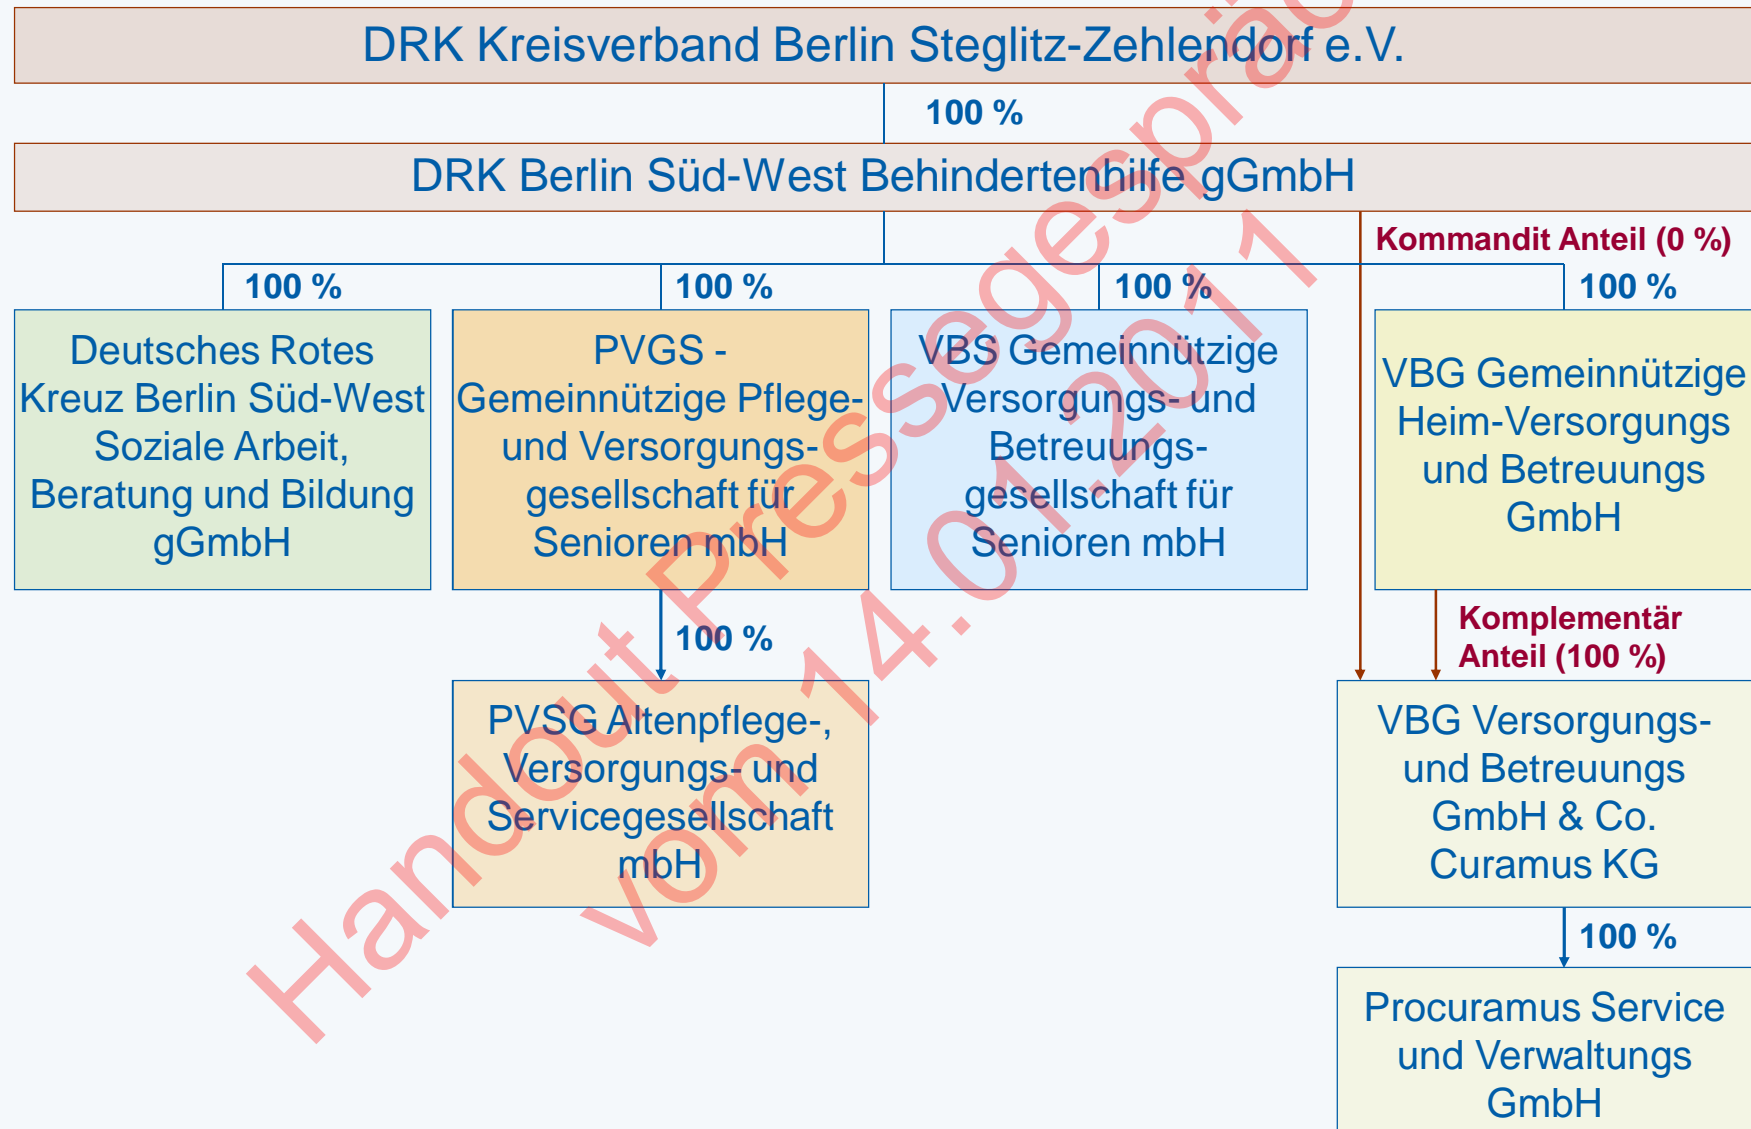 DRK Kreisverband Berlin Steglitz-Zehlendorf e.V.
100 %
DRK Berlin Süd-West Behindertenhilfe gGmbH
Kommandit Anteil (0 %)
100 %
100 %
100 %
100 %
Deutsches Rotes
Kreuz Berlin Süd-West
Soziale Arbeit,
Beratung und Bildung
gGmbH
PVGS -
Gemeinnützige Pflege-
und Versorgungs-
gesellschaft für
Senioren mbH
VBS Gemeinnützige
Versorgungs- und
Betreuungs-
gesellschaft für
Senioren mbH
VBG Gemeinnützige
Heim-Versorgungs
und Betreuungs
GmbH
100 %
Komplementär
Anteil (100 %)
PVSG Altenpflege-,
Versorgungs- und
Servicegesellschaft
mbH
VBG Versorgungs-
und Betreuungs
GmbH & Co.
Curamus KG
100 %
Procuramus Service
und Verwaltungs
GmbH
Handout Pressegespräc
vom 14.01.2011